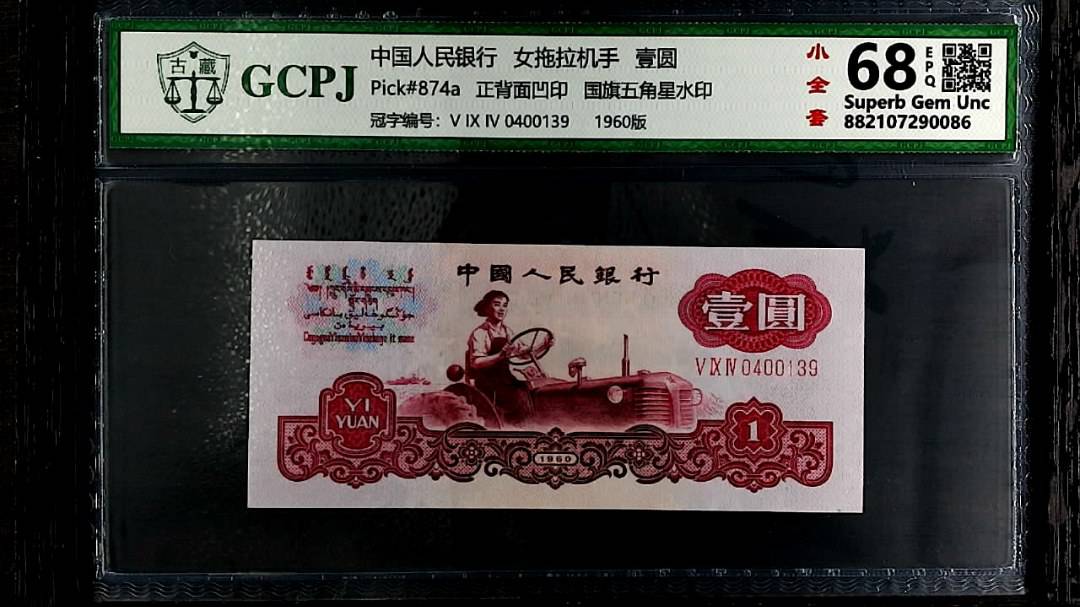 古藏
GCPJ
中国人民银行 女拖拉机手 壹圆
Pick#874a 正背面凹印 国旗五角星水印
冠字编号: V IX IV 0400139 1960版
小全套
68 EPQ
Superb Gem Unc
882107290086
中國人民銀行
壹圓
V IX IV 0400139
YI
YUAN
1
1960